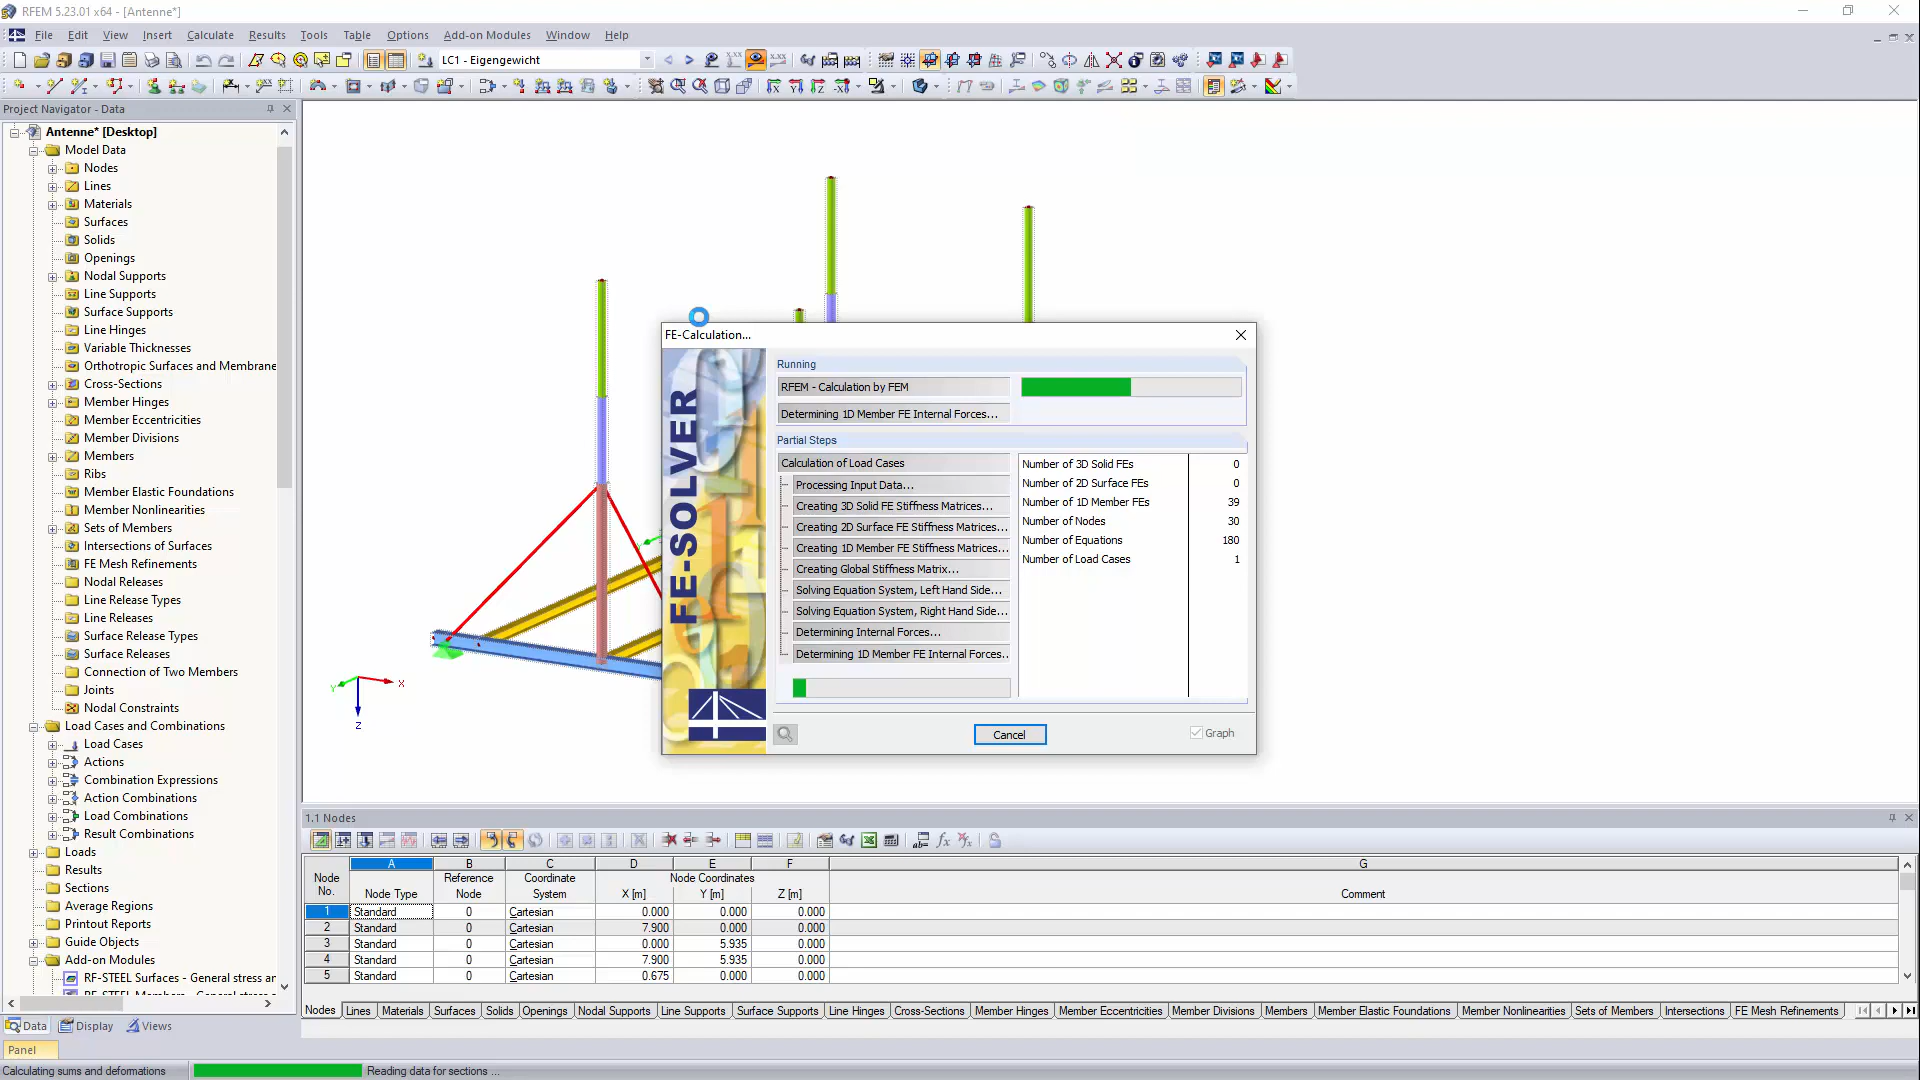 RFEM 5.23.01 x64 - [Antenne*]
File Edit View Insert Calculate Results Tools Table Options Add-on Modules Window Help
LC1 - Eigengewicht
Project Navigator - Data
Antenne* [Desktop]
Model Data
Nodes
Lines
Materials
Surfaces
Solids
Openings
Nodal Supports
Line Supports
Surface Supports
Line Hinges
Variable Thicknesses
Orthotropic Surfaces and Membrane
Cross-Sections
Member Hinges
Member Eccentricities
Member Divisions
Members
Ribs
Member Elastic Foundations
Member Nonlinearities
Sets of Members
Intersections of Surfaces
FE Mesh Refinements
Nodal Releases
Line Release Types
Line Releases
Surface Release Types
Surface Releases
Connection of Two Members
Joints
Nodal Constraints
Load Cases and Combinations
Load Cases
Actions
Combination Expressions
Action Combinations
Load Combinations
Result Combinations
Loads
Results
Sections
Average Regions
Printout Reports
Guide Objects
Add-on Modules
RF-STEEL Surfaces - General stress an
RF-STEEL Members - General stress
Data Display Views
Panel
Calculating sums and deformations Reading data for sections ...
Y X
Z
FE-Calculation...
FE-SOLVER
Running
RFEM - Calculation by FEM
Determining 1D Member FE Internal Forces...
Partial Steps
Calculation of Load Cases
Processing Input Data...
Creating 3D Solid FE Stiffness Matrices...
Creating 2D Surface FE Stiffness Matrices...
Creating 1D Member FE Stiffness Matrices...
Creating Global Stiffness Matrix...
Solving Equation System, Left Hand Side...
Solving Equation System, Right Hand Side...
Determining Internal Forces...
Determining 1D Member FE Internal Forces..
Number of 3D Solid FEs 0
Number of 2D Surface FEs 0
Number of 1D Member FEs 39
Number of Nodes 30
Number of Equations 180
Number of Load Cases 1
Cancel
Graph
1.1 Nodes
A B C D E F G
Node Reference Coordinate Node Coordinates
No. Node Type Node System X [m] Y [m] Z [m] Comment
1 Standard 0 Cartesian 0.000 0.000 0.000
2 Standard 0 Cartesian 7.900 0.000 0.000
3 Standard 0 Cartesian 0.000 5.935 0.000
4 Standard 0 Cartesian 7.900 5.935 0.000
5 Standard 0 Cartesian 0.675 0.000 0.000
Nodes Lines Materials Surfaces Solids Openings Nodal Supports Line Supports Surface Supports Line Hinges Cross-Sections Member Hinges Member Eccentricities Member Divisions Members Member Elastic Foundations Member Nonlinearities Sets of Members Intersections FE Mesh Refinements